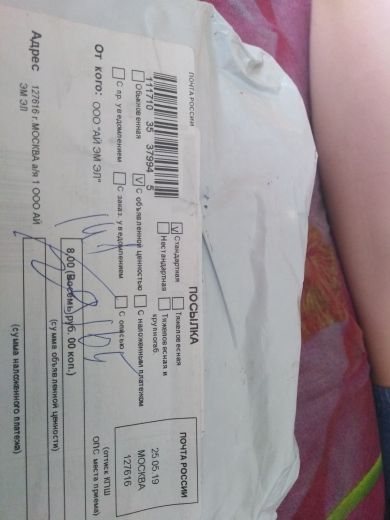 ПОЧТА РОССИИ
ПОСЫЛКА
111710 35 37994 5
V Стандартная
Тяжеловесная
Нестандартная
Тяжеловесная и крупногаб.
Обыкновенная
V С объявленной ценностью
С наложенным платежом
С пр. уведомлением
С заказ. уведомлением
С описью
ПОЧТА РОССИИ
25.05.19
МОСКВА
127616
(оттиск КПШ
ОПС места приема)
От кого: ООО "АЙ ЭМ ЭЛ"
8,00 (Восемь руб. 00 коп.)
(сумма объявленной ценности)
Адрес 127616 г. МОСКВА а/я 1 ООО АЙ
ЭМ ЭЛ
(сумма наложенного платежа)